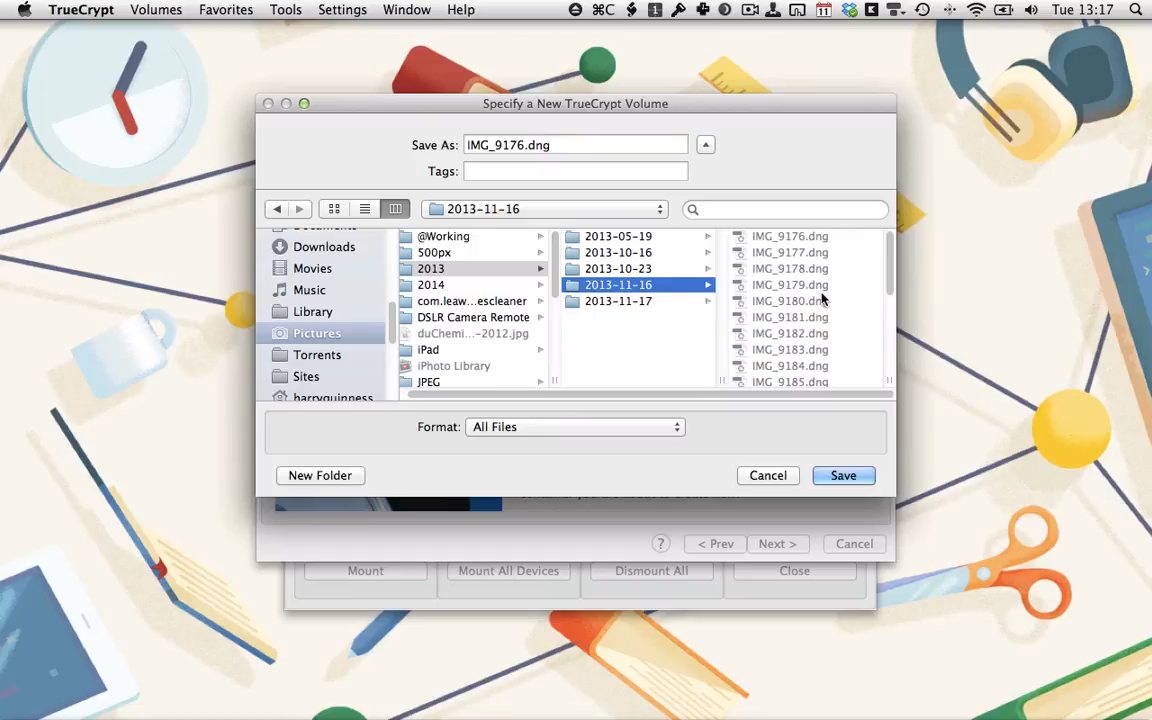 TrueCrypt Volumes Favorites Tools Settings Window Help ⌘C 1 11 Tue 13:17
Specify a New TrueCrypt Volume
Save As: IMG_9176.dng
Tags:
2013-11-16
Downloads
Movies
Music
Library
Pictures
Torrents
Sites
harryguinness
@Working
500px
2013
2014
com.leaw...escleaner
DSLR Camera Remote
duChemi...-2012.jpg
iPad
iPhoto Library
JPEG
2013-05-19
2013-10-16
2013-10-23
2013-11-16
2013-11-17
IMG_9176.dng
IMG_9177.dng
IMG_9178.dng
IMG_9179.dng
IMG_9180.dng
IMG_9181.dng
IMG_9182.dng
IMG_9183.dng
IMG_9184.dng
IMG_9185.dng
Format: All Files
New Folder Cancel Save
? < Prev Next > Cancel
Mount Mount All Devices Dismount All Close